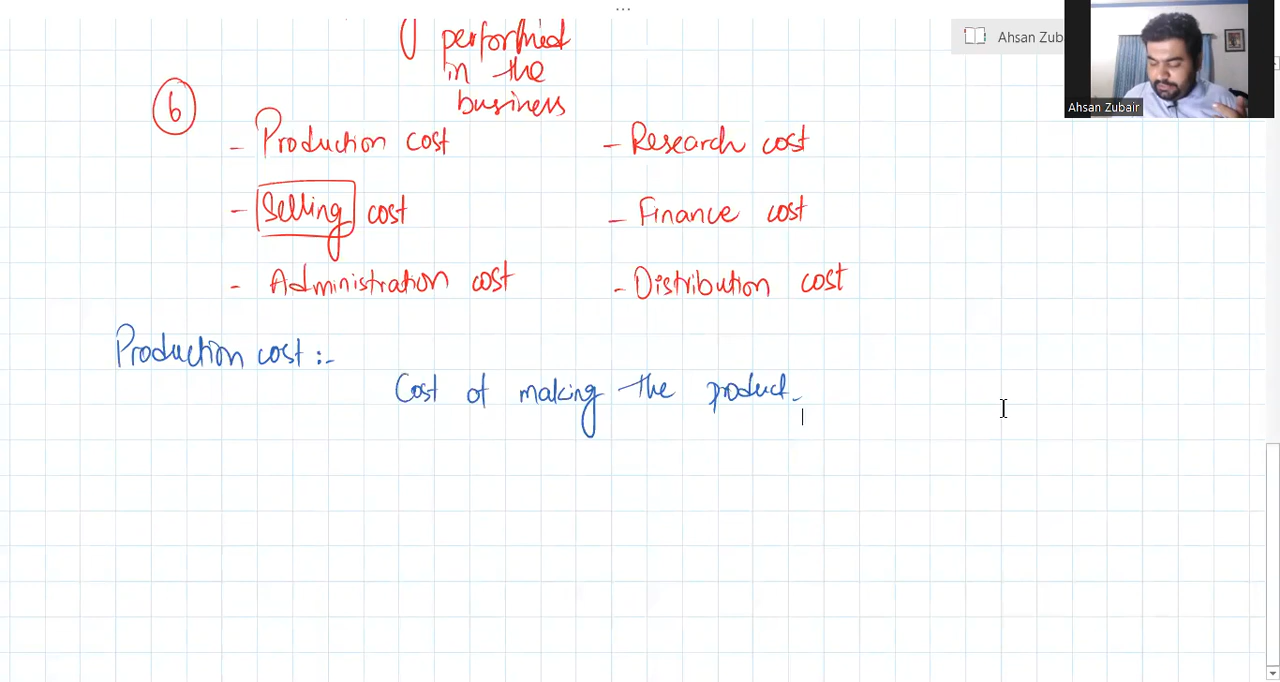 ...
Ahsan Zub
performed
in the
business
Ahsan Zubair
6
- Production cost
- Research cost
- Selling cost
- Finance cost
- Administration cost
- Distribution cost
Production cost :-
Cost of making the product.